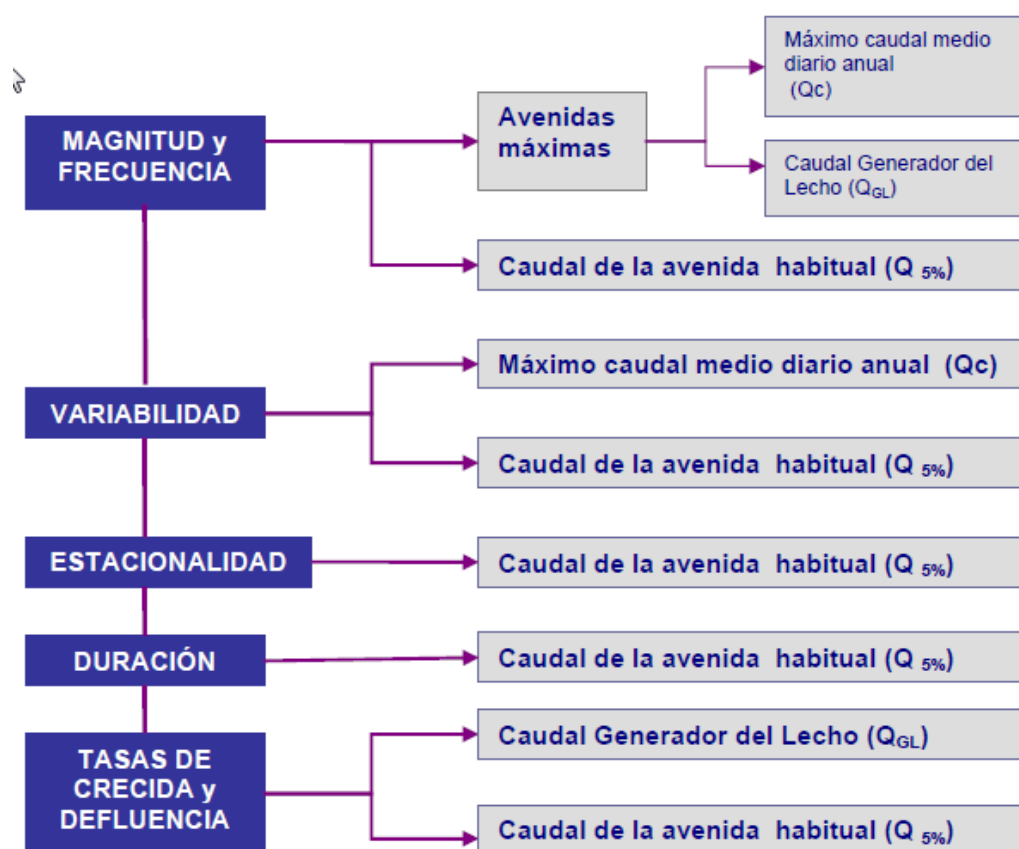 MAGNITUD y
FRECUENCIA
Avenidas
máximas
Máximo caudal medio
diario anual
(Qc)
Caudal Generador del
Lecho (QGL)
Caudal de la avenida habitual (Q 5%)
VARIABILIDAD
Máximo caudal medio diario anual (Qc)
Caudal de la avenida habitual (Q 5%)
ESTACIONALIDAD
Caudal de la avenida habitual (Q 5%)
DURACIÓN
Caudal de la avenida habitual (Q 5%)
TASAS DE
CRECIDA y
DEFLUENCIA
Caudal Generador del Lecho (QGL)
Caudal de la avenida habitual (Q 5%)